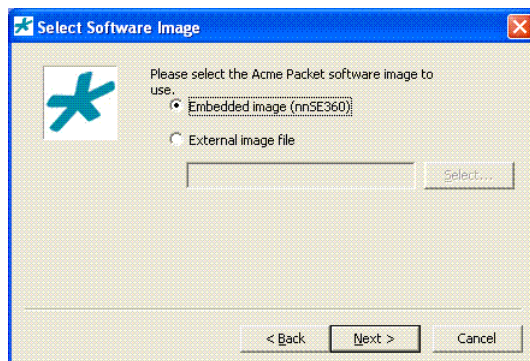 Select Software Image
Please select the Acme Packet software image to
use.
Embedded image (nnSE360)
External image file
Select...
< Back
Next >
Cancel